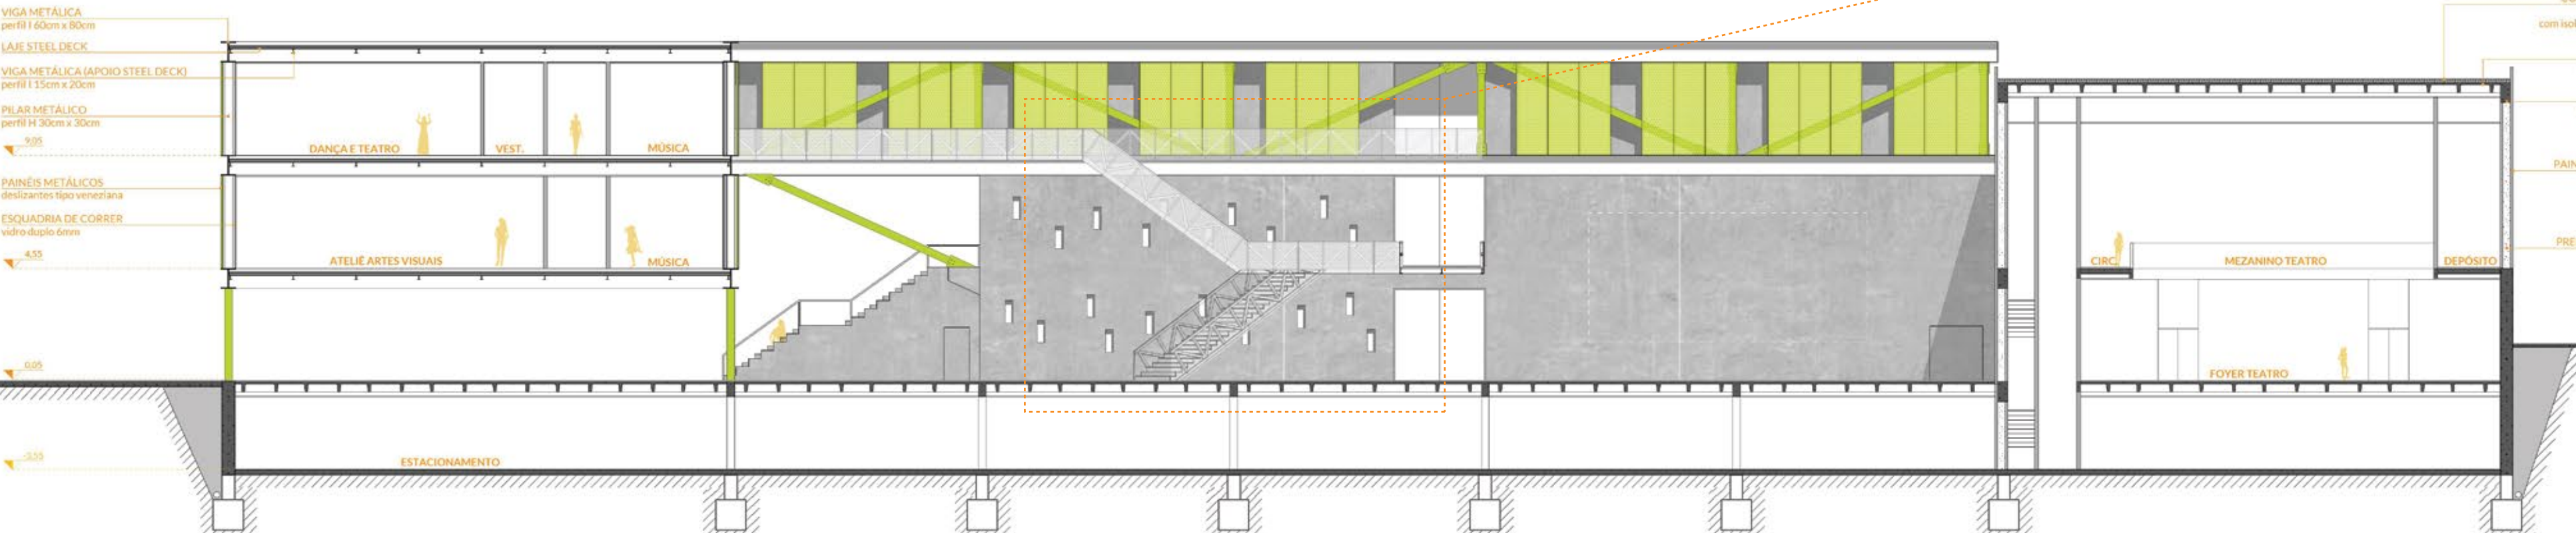 VIGA METÁLICA
perfil I 60cm x 80cm
LAJE STEEL DECK
VIGA METÁLICA (APOIO STEEL DECK)
perfil I 15cm x 20cm
PILAR METÁLICO
perfil H 30cm x 30cm
9,05
PAINÉIS METÁLICOS
deslizantes tipo veneziana
ESQUADRIA DE CORRER
vidro duplo 6mm
4,55
0,05
-3,55
DANÇA E TEATRO
VEST.
MÚSICA
ATELIÊ ARTES VISUAIS
MÚSICA
ESTACIONAMENTO
CIRC.
MEZANINO TEATRO
DEPÓSITO
FOYER TEATRO
com isol
PAIN
PRE